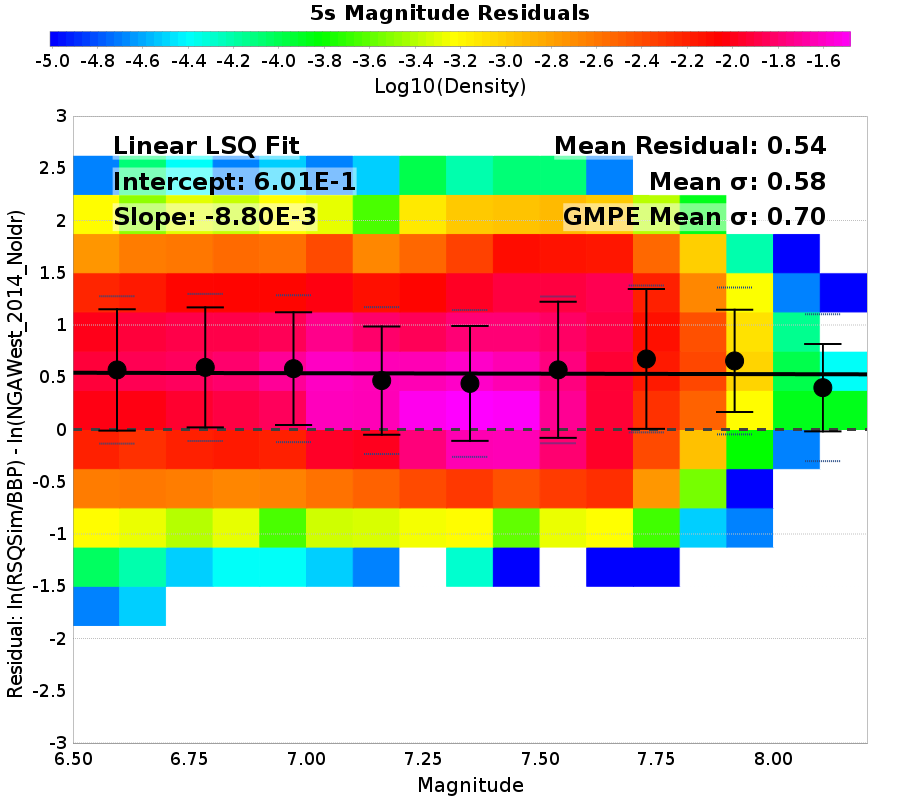 5s Magnitude Residuals
-5.0 -4.8 -4.6 -4.4 -4.2 -4.0 -3.8 -3.6 -3.4 -3.2 -3.0 -2.8 -2.6 -2.4 -2.2 -2.0 -1.8 -1.6
Log10(Density)
Linear LSQ Fit
Intercept: 6.01E-1
Slope: -8.80E-3
Mean Residual: 0.54
Mean σ: 0.58
GMPE Mean σ: 0.70
Residual: ln(RSQSim/BBP) - ln(NGAWest_2014_NoIdr)
3
2.5
2
1.5
1
0.5
0
-0.5
-1
-1.5
-2
-2.5
-3
6.50 6.75 7.00 7.25 7.50 7.75 8.00
Magnitude